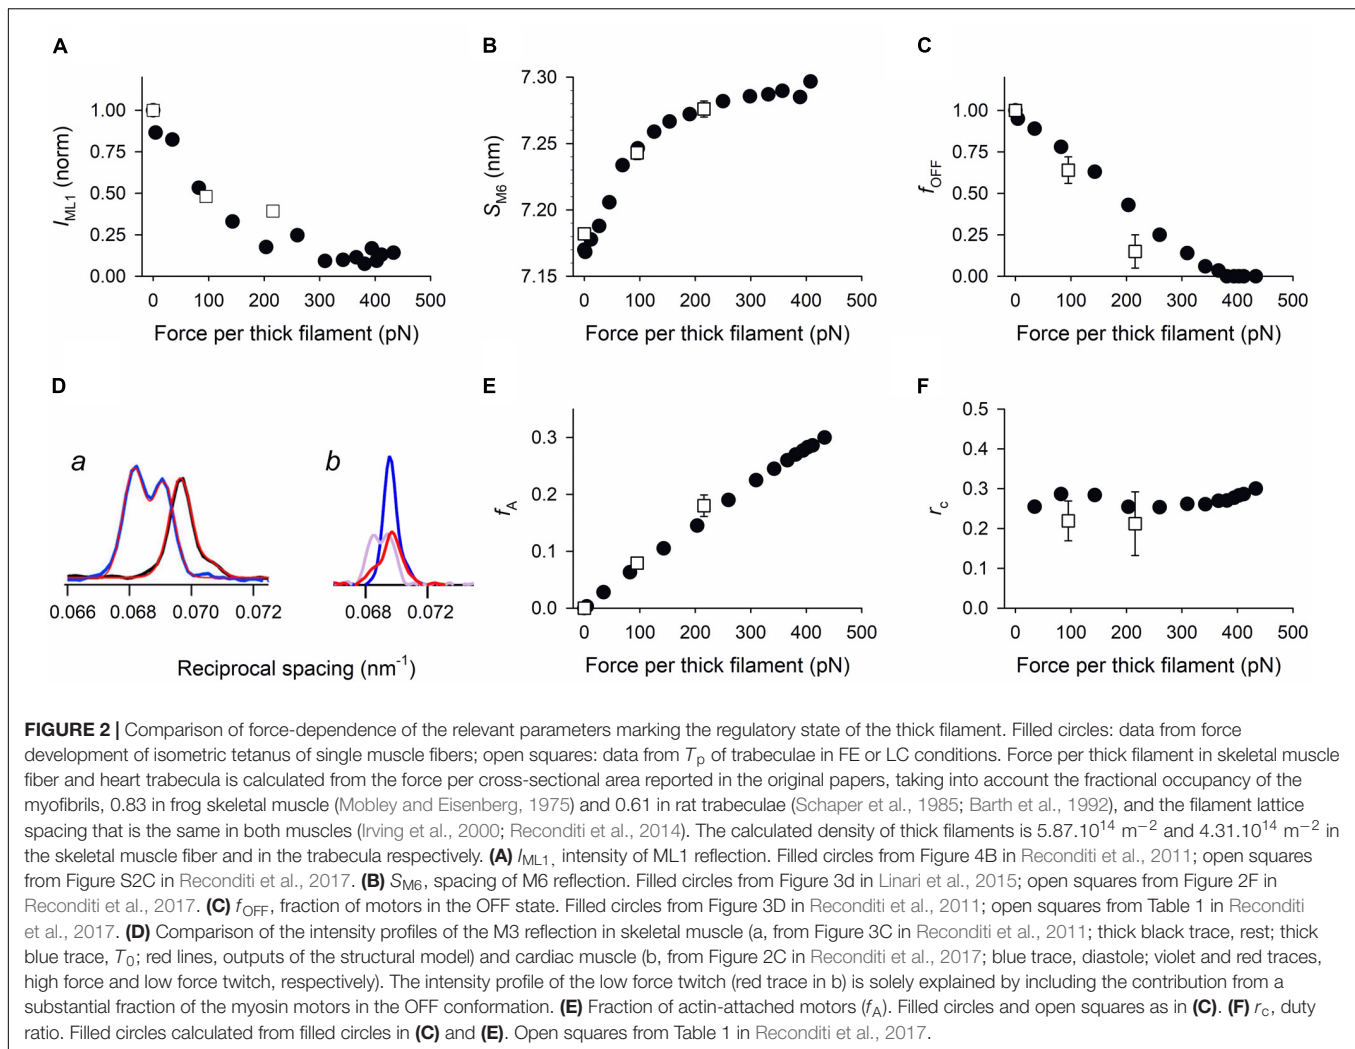 A
1.00
0.75
0.50
0.25
0.00
I_ML1 (norm)
0 100 200 300 400 500
Force per thick filament (pN)
B
7.30
7.25
7.20
7.15
S_M6 (nm)
0 100 200 300 400 500
Force per thick filament (pN)
C
1.00
0.75
0.50
0.25
0.00
f_OFF
0 100 200 300 400 500
Force per thick filament (pN)
D
a
b
0.066 0.068 0.070 0.072
0.068 0.072
Reciprocal spacing (nm⁻¹)
E
0.3
0.2
0.1
0.0
f_A
0 100 200 300 400 500
Force per thick filament (pN)
F
0.5
0.4
0.3
0.2
0.1
0.0
r_c
0 100 200 300 400 500
Force per thick filament (pN)
FIGURE 2 | Comparison of force-dependence of the relevant parameters marking the regulatory state of the thick filament. Filled circles: data from force
development of isometric tetanus of single muscle fibers; open squares: data from Tp of trabeculae in FE or LC conditions. Force per thick filament in skeletal muscle
fiber and heart trabecula is calculated from the force per cross-sectional area reported in the original papers, taking into account the fractional occupancy of the
myofibrils, 0.83 in frog skeletal muscle (Mobley and Eisenberg, 1975) and 0.61 in rat trabeculae (Schaper et al., 1985; Barth et al., 1992), and the filament lattice
spacing that is the same in both muscles (Irving et al., 2000; Reconditi et al., 2014). The calculated density of thick filaments is 5.87.10¹⁴ m⁻² and 4.31.10¹⁴ m⁻² in
the skeletal muscle fiber and in the trabecula respectively. (A) I_ML1, intensity of ML1 reflection. Filled circles from Figure 4B in Reconditi et al., 2011; open squares
from Figure S2C in Reconditi et al., 2017. (B) S_M6, spacing of M6 reflection. Filled circles from Figure 3d in Linari et al., 2015; open squares from Figure 2F in
Reconditi et al., 2017. (C) f_OFF, fraction of motors in the OFF state. Filled circles from Figure 3D in Reconditi et al., 2011; open squares from Table 1 in Reconditi
et al., 2017. (D) Comparison of the intensity profiles of the M3 reflection in skeletal muscle (a, from Figure 3C in Reconditi et al., 2011; thick black trace, rest; thick
blue trace, T₀; red lines, outputs of the structural model) and cardiac muscle (b, from Figure 2C in Reconditi et al., 2017; blue trace, diastole; violet and red traces,
high force and low force twitch, respectively). The intensity profile of the low force twitch (red trace in b) is solely explained by including the contribution from a
substantial fraction of the myosin motors in the OFF conformation. (E) Fraction of actin-attached motors (f_A). Filled circles and open squares as in (C). (F) r_c, duty
ratio. Filled circles calculated from filled circles in (C) and (E). Open squares from Table 1 in Reconditi et al., 2017.